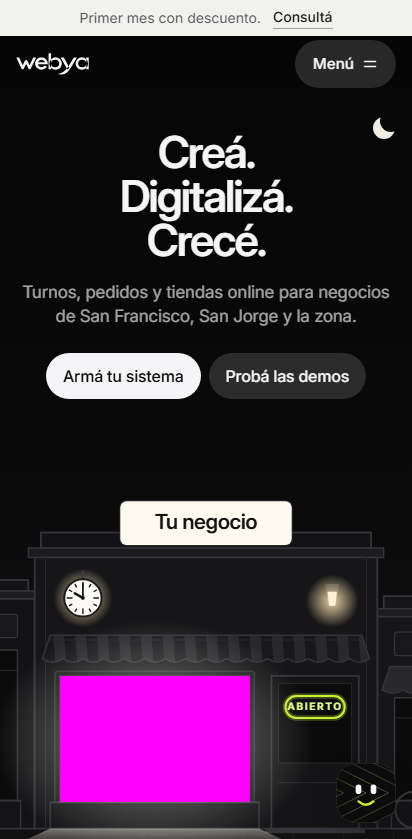 Primer mes con descuento. Consultá
webya
Menú
Creá.
Digitalizá.
Crecé.
Turnos, pedidos y tiendas online para negocios
de San Francisco, San Jorge y la zona.
Armá tu sistema
Probá las demos
Tu negocio
ABIERTO